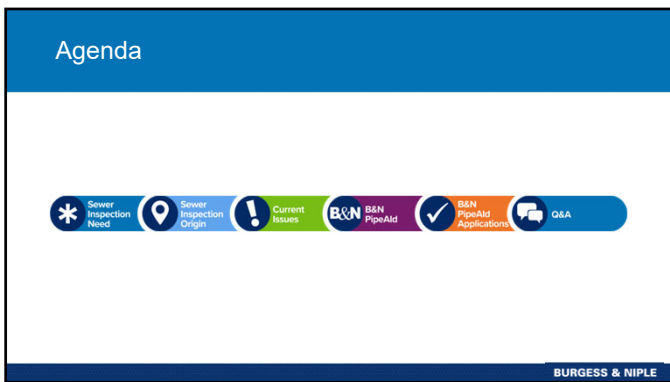 Agenda
Sewer
Inspection
Need
Sewer
Inspection
Origin
Current
Issues
B&N
B&N
PipeAId
B&N
PipeAId
Applications
Q&A
BURGESS & NIPLE